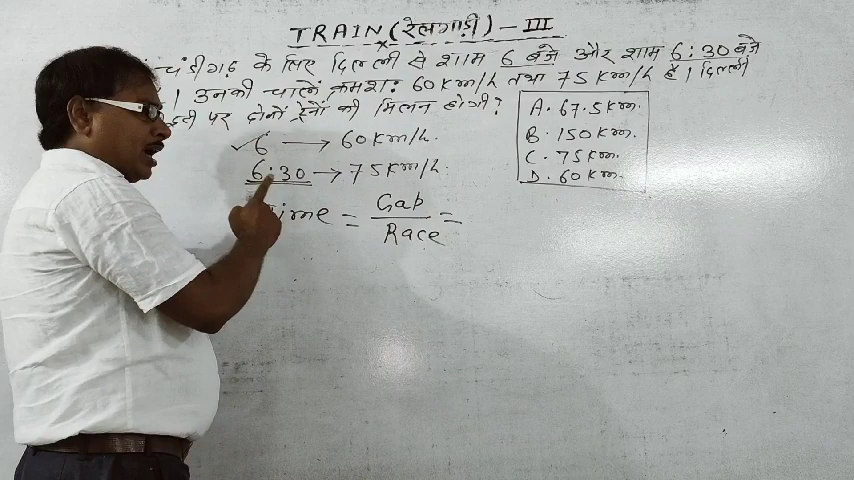 TRAIN (रेलगाड़ी) - III
चंडीगढ़ के लिए दिल्ली से शाम 6 बजे और शाम 6:30 बजे
। उनकी चालें क्रमशः 60 Km/h तथा 75 Km/h हैं । दिल्ली
पर दोनों ट्रेनों की मिलन होगी?
A. 67.5 Km.
B. 150 Km.
C. 75 Km.
D. 60 Km.
✓6 → 60 Km/h.
6:30 → 75 Km/h.
Time = Gap / Race =